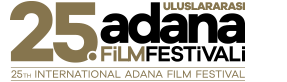 25. ULUSLARARASI
adana
FiLMFESTiVALi
25TH INTERNATIONAL ADANA FILM FESTIVAL